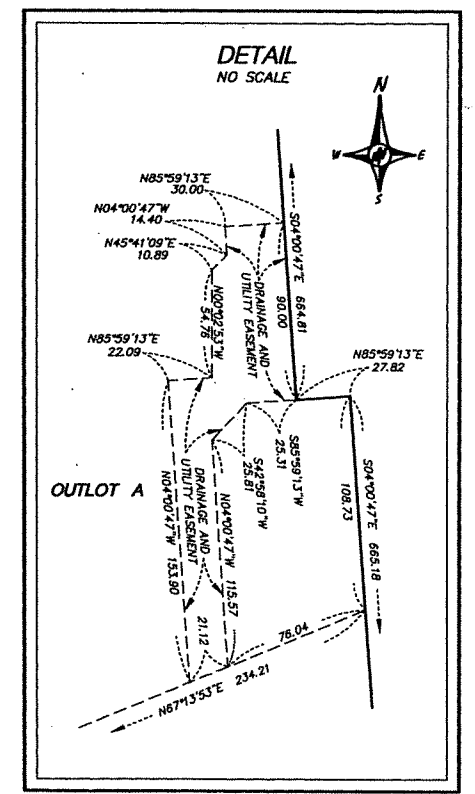 DETAIL
NO SCALE
N
W E
S
N85°59'13"E
30.00
N04°00'47"W
14.40
N45°41'09"E
10.89
S04°00'47"E 664.81
90.00
DRAINAGE AND
UTILITY EASEMENT
N00°02'53"W
54.76
N85°59'13"E
22.09
N85°59'13"E
27.82
S85°59'13"W
25.31
S42°58'10"W
25.81
S04°00'47"E 665.18
108.73
OUTLOT A
DRAINAGE AND
UTILITY EASEMENT
N04°00'47"W 153.90
N04°00'47"W 115.57
21.12
76.04
N67°13'53"E 234.21